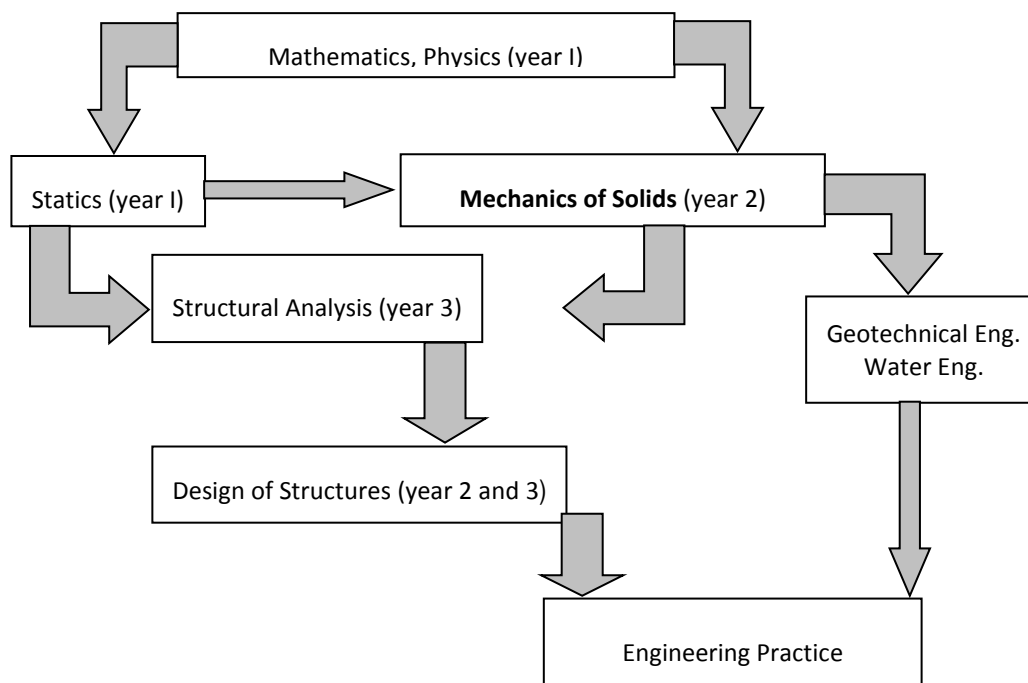 Mathematics, Physics (year I)
Statics (year I)
Mechanics of Solids (year 2)
Structural Analysis (year 3)
Geotechnical Eng.
Water Eng.
Design of Structures (year 2 and 3)
Engineering Practice